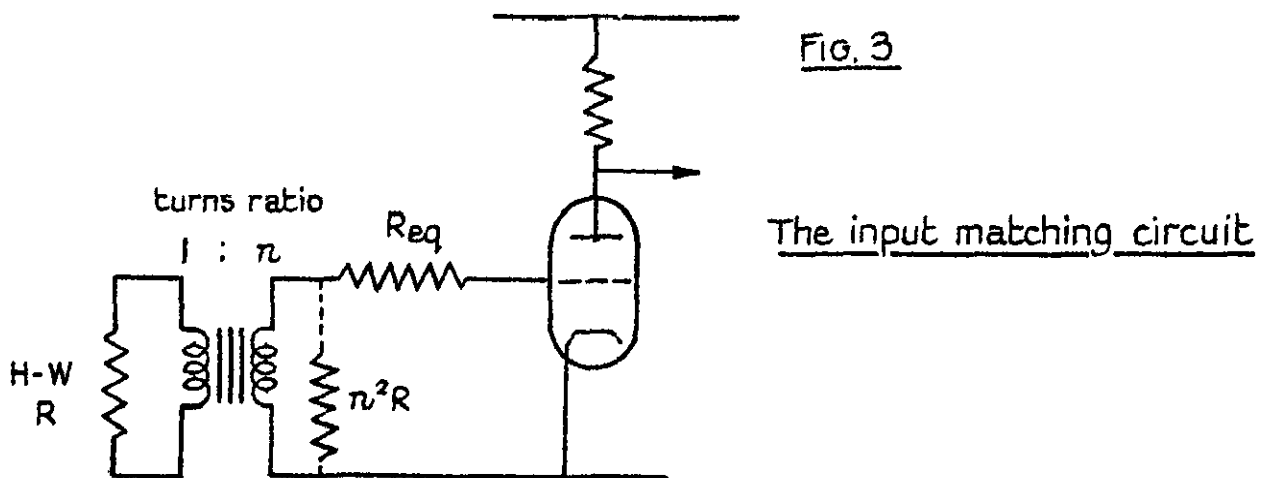 FIG. 3
turns ratio
1 : n
Req
The input matching circuit
H-W
R
n²R